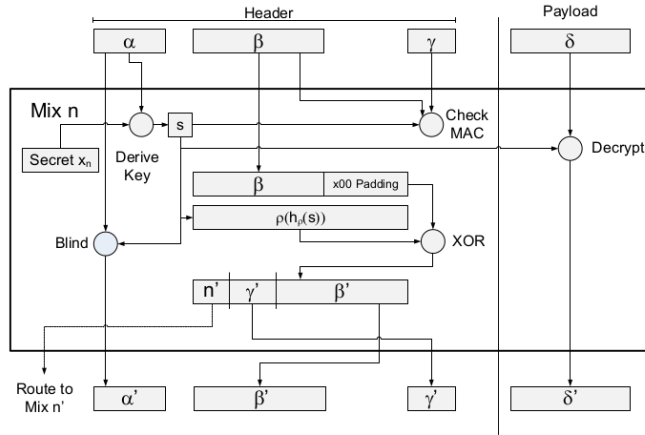 Header
Payload
α
β
γ
δ
Mix n
s
Check
MAC
Secret xn
Derive
Key
Decrypt
β
x00 Padding
ρ(hρ(s))
Blind
XOR
n’
γ’
β’
Route to
Mix n’
α’
β’
γ’
δ’